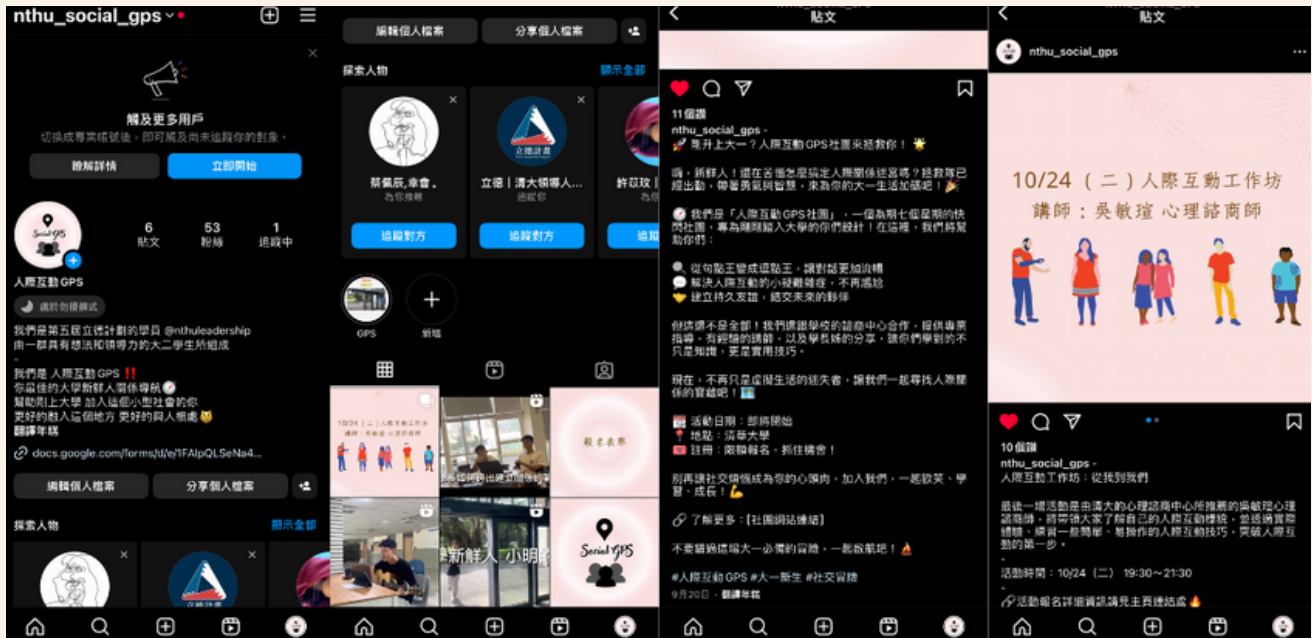 nthu_social_gps
觸及更多用戶
切換成專業帳號後，即可觸及尚未追蹤你的對象。
瞭解詳情
立即開始
Social GPS
6
貼文
53
粉絲
1
追蹤中
人際互動 GPS
處於勿擾模式
我們是第五屆立德計劃的學員 @nthuleadership
由一群具有想法和領導力的大二學生所組成
-
我們是 人際互動 GPS ‼️
你最佳的大學新鮮人關係導航🧭
幫助剛上大學 加入這個小型社會的你
更好的融入這個地方 更好的與人相處🐱
翻譯年糕
docs.google.com/forms/d/e/1FAIpQLSeNa4...
編輯個人檔案
分享個人檔案
探索人物
顯示全部
編輯個人檔案
分享個人檔案
探索人物
顯示全部
蔡佩辰,幸會。
為你推薦
追蹤對方
立德計畫
立德｜清大領導人...
追蹤你
追蹤對方
許苡玟｜
為你
追蹤
GPS
新增
10/24 （二）人際互動工作坊
講師：吳敏瑄 心理諮商師
報名表單
新鮮人 小明的
Social GPS
貼文
11 個讚
nthu_social_gps -
🚀 剛升上大一？人際互動 GPS 社團來拯救你！ 🌟
嗨，新鮮人！還在苦惱怎麼搞定人際關係迷宮嗎？拯救隊已
經出動，帶著勇氣與智慧，來為你的大一生活加碼吧！🎉
🧭 我們是「人際互動 GPS 社團」，一個為期七個星期的快
閃社團，專為剛剛踏入大學的你們設計！在這裡，我們將幫
助你們：
🔍 從句點王變成逗點王，讓對話更加流暢
💬 解決人際互動的小疑難雜症，不再尷尬
🤝 建立持久友誼，結交未來的夥伴
但這還不是全部！我們還跟學校的諮商中心合作，提供專業
指導，有經驗的講師，以及學長姊的分享，讓你們學到的不
只是知識，更是實用技巧。
現在，不再只是虛擬生活的迷失者，讓我們一起尋找人際關
係的寶藏吧！🗺️
📅 活動日期：即將開始
📍 地點：清華大學
🎟️ 註冊：限額報名，抓住機會！
別再讓社交煩惱成為你的心頭肉，加入我們，一起歡笑、學
習、成長！💪
🔗 了解更多：[社團網站連結]
不要錯過這場大一必備的冒險，一起啟航吧！⛵
#人際互動 GPS #大一新生 #社交冒險
9月20日 · 翻譯年糕
貼文
nthu_social_gps
10/24 （二）人際互動工作坊
講師：吳敏瑄 心理諮商師
10 個讚
nthu_social_gps -
人際互動工作坊：從我到我們
-
最後一場活動是由清大的心理諮商中心所推薦的吳敏瑄心理
諮商師，將帶領大家了解自己的人際互動樣貌，並透過實際
體驗、練習一些簡單、易操作的人際互動技巧，突破人際互
動的第一步。
-
活動時間：10/24 （二） 19:30～21:30
-
🔗活動報名詳細資訊請見主頁連結處🔥